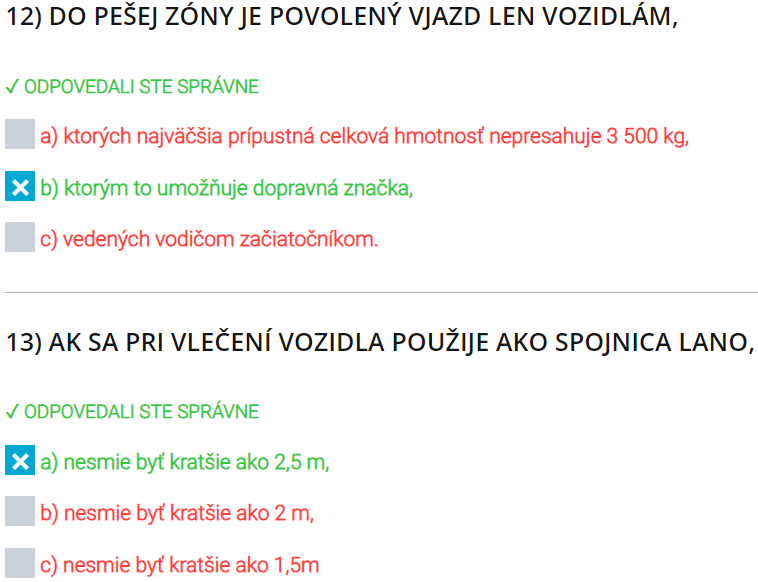 12) DO PEŠEJ ZÓNY JE POVOLENÝ VJAZD LEN VOZIDLÁM,
✓ ODPOVEDALI STE SPRÁVNE
a) ktorých najväčšia prípustná celková hmotnosť nepresahuje 3 500 kg,
b) ktorým to umožňuje dopravná značka,
c) vedených vodičom začiatočníkom.
13) AK SA PRI VLEČENÍ VOZIDLA POUŽIJE AKO SPOJNICA LANO,
✓ ODPOVEDALI STE SPRÁVNE
a) nesmie byť kratšie ako 2,5 m,
b) nesmie byť kratšie ako 2 m,
c) nesmie byť kratšie ako 1,5m